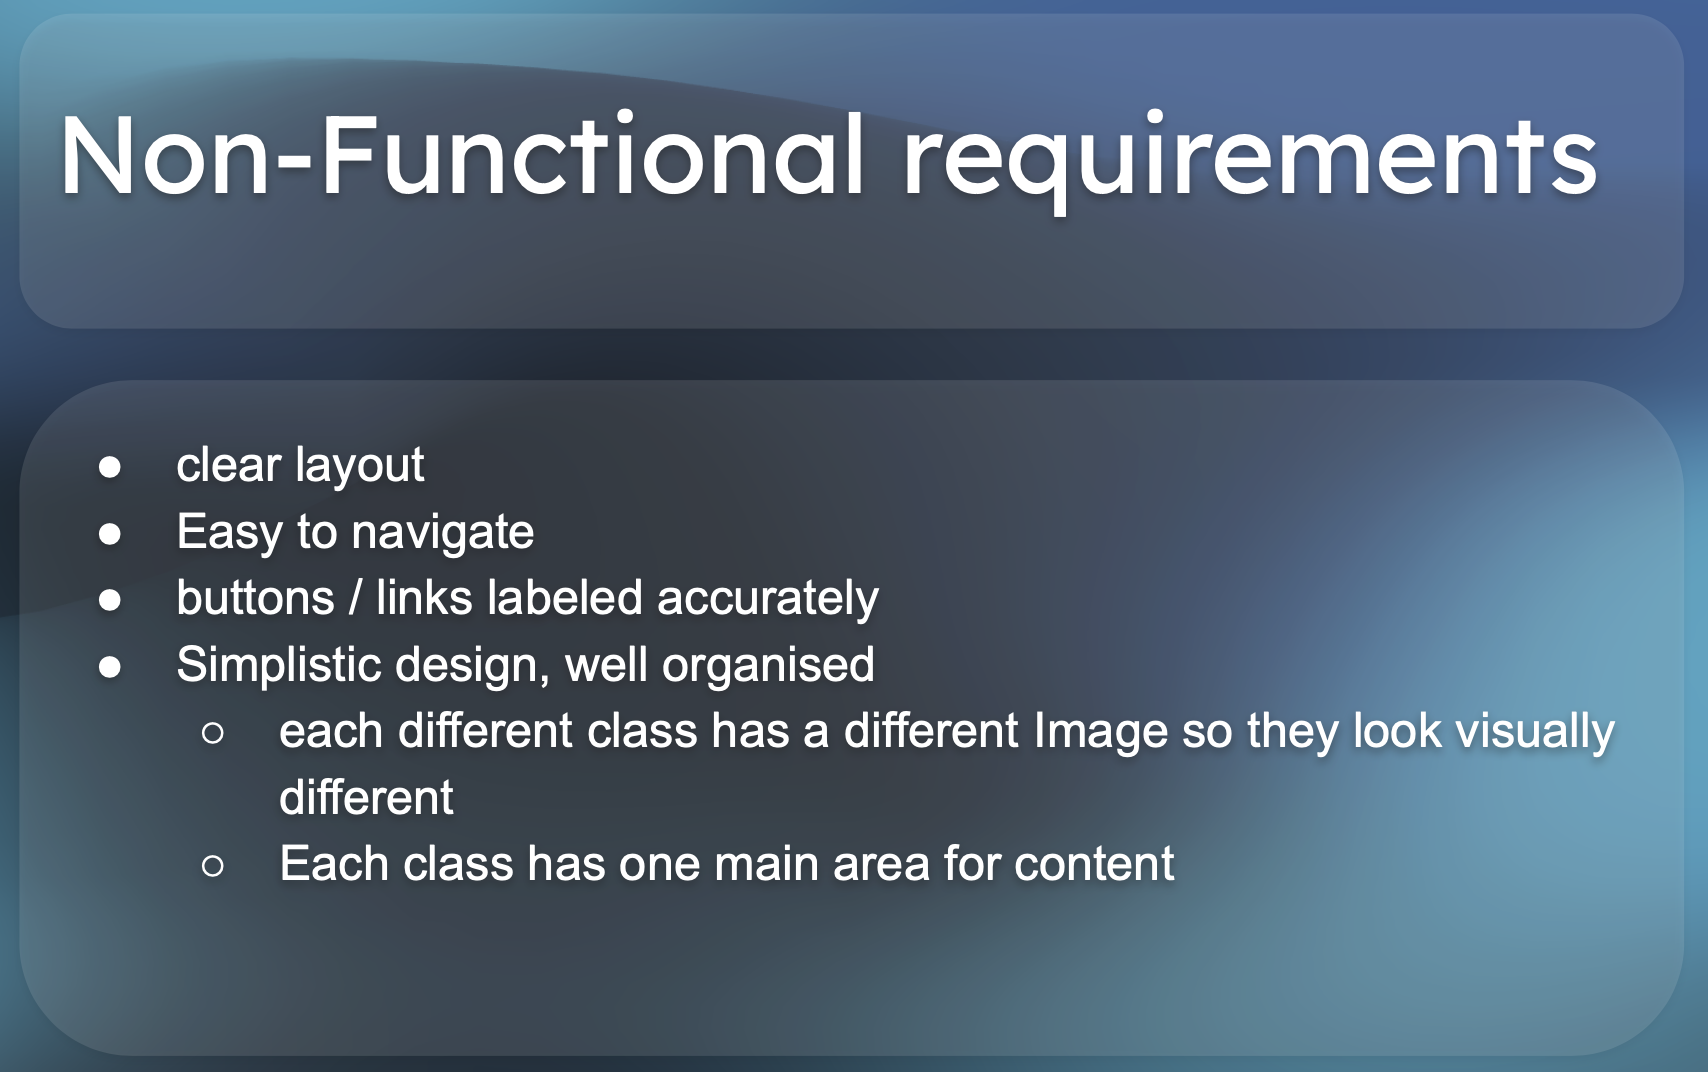 Non-Functional requirements
● clear layout
● Easy to navigate
● buttons / links labeled accurately
● Simplistic design, well organised
○ each different class has a different Image so they look visually
different
○ Each class has one main area for content